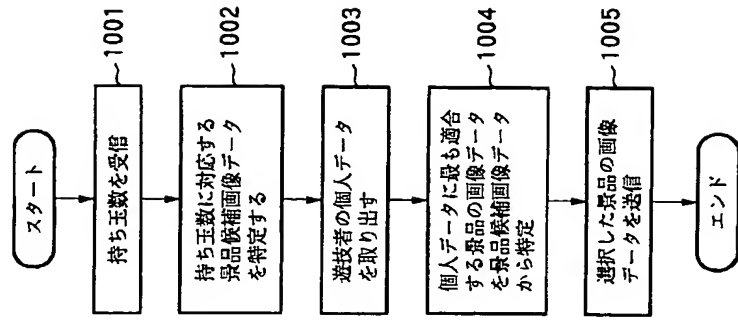 スタート
持ち玉数を受信
1001
持ち玉数に対応する
景品候補画像データ
を特定する
1002
遊技者の個人データ
を取り出す
1003
個人データに最も適合
する景品の画像データ
を景品候補画像データ
から特定
1004
選択した景品の画像
データを送信
1005
エンド